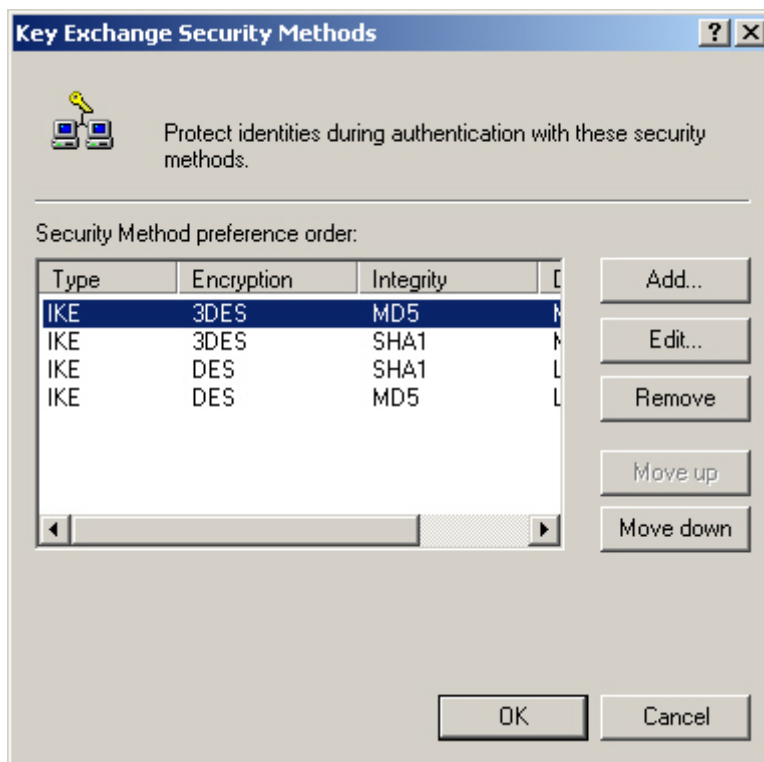 Key Exchange Security Methods
Protect identities during authentication with these security
methods.
Security Method preference order:
Type Encryption Integrity
IKE 3DES MD5
IKE 3DES SHA1
IKE DES SHA1
IKE DES MD5
Add...
Edit...
Remove
Move up
Move down
OK Cancel